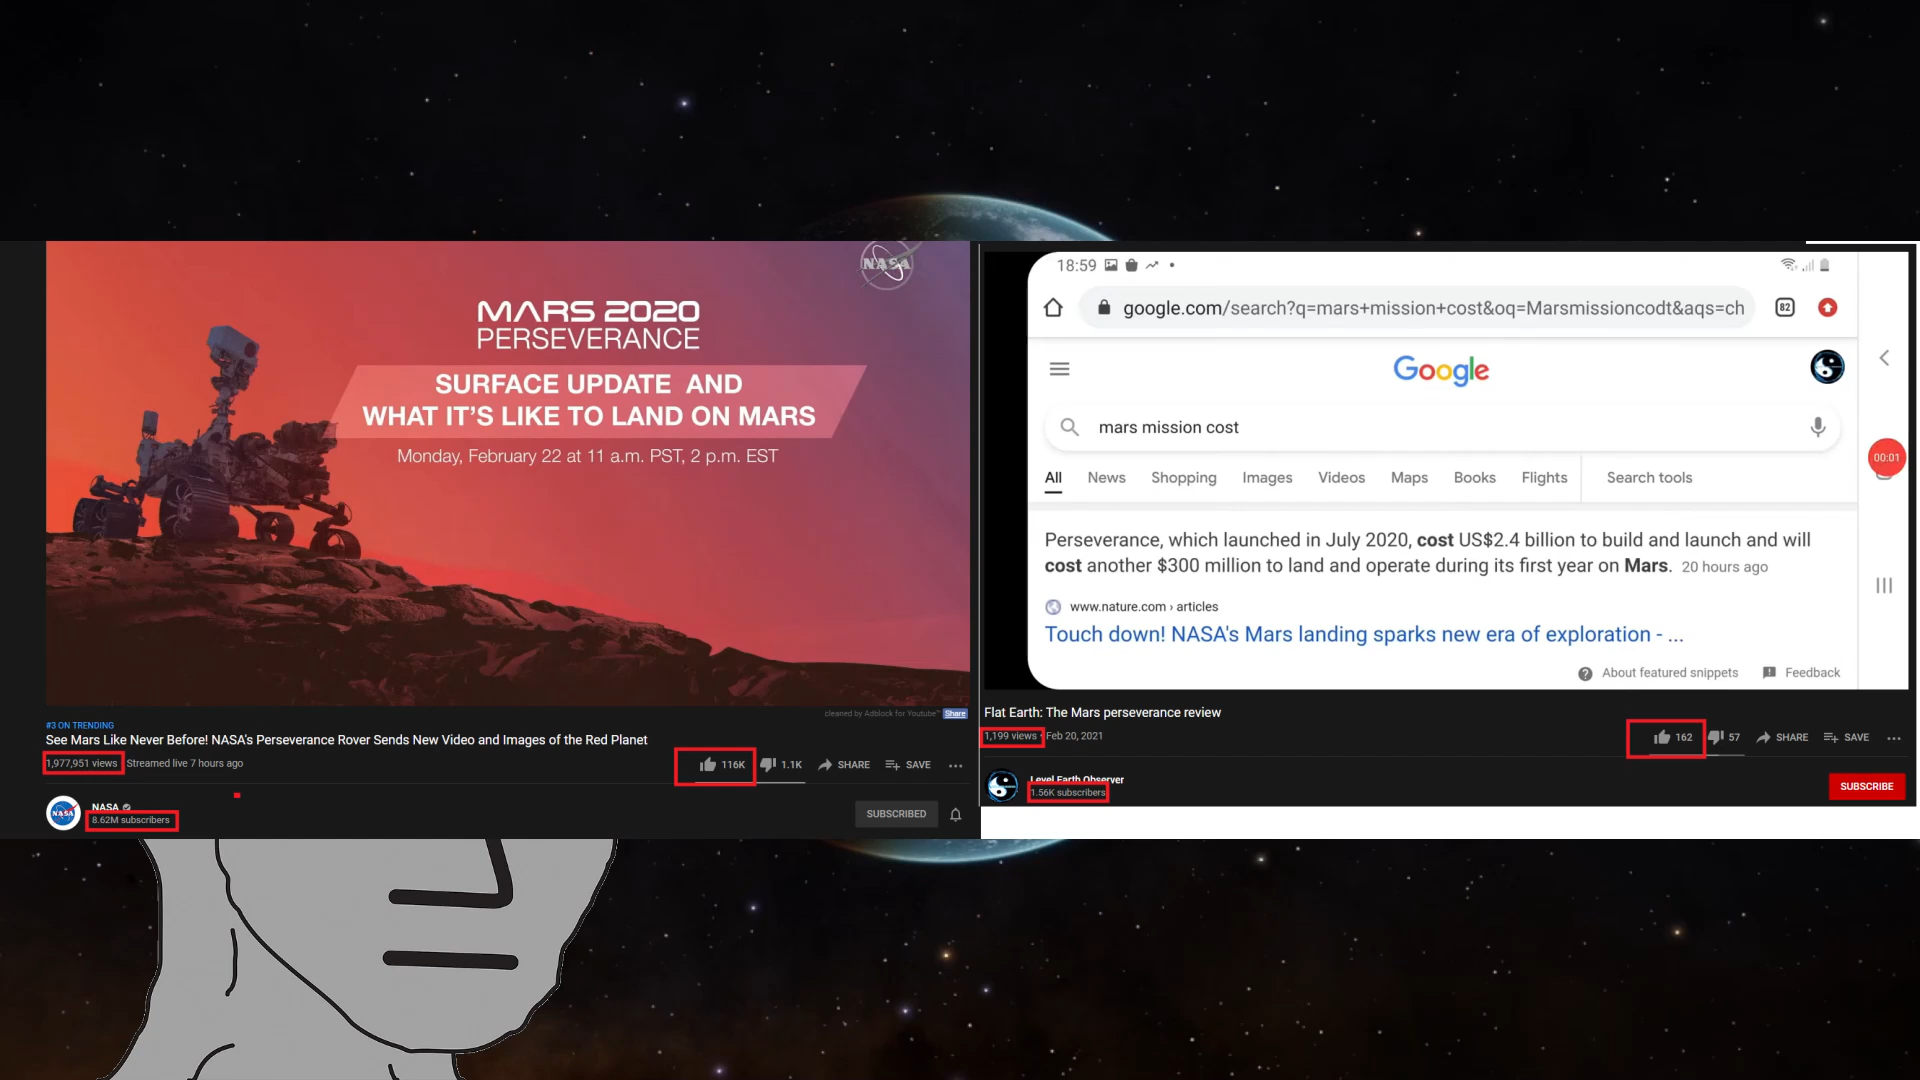 NASA
MARS 2020
PERSEVERANCE
SURFACE UPDATE AND
WHAT IT'S LIKE TO LAND ON MARS
Monday, February 22 at 11 a.m. PST, 2 p.m. EST
cleaned by Adblock for Youtube™ Share
#3 ON TRENDING
See Mars Like Never Before! NASA's Perseverance Rover Sends New Video and Images of the Red Planet
1,977,951 views Streamed live 7 hours ago
116K 1.1K SHARE SAVE
NASA
NASA
8.62M subscribers
SUBSCRIBED
18:59
google.com/search?q=mars+mission+cost&oq=Marsmissioncodt&aqs=ch
82
Google
mars mission cost
00:01
All News Shopping Images Videos Maps Books Flights Search tools
Perseverance, which launched in July 2020, cost US$2.4 billion to build and launch and will
cost another $300 million to land and operate during its first year on Mars. 20 hours ago
www.nature.com › articles
Touch down! NASA's Mars landing sparks new era of exploration - ...
About featured snippets Feedback
Flat Earth: The Mars perseverance review
1,199 views · Feb 20, 2021
162 57 SHARE SAVE
Level Earth Observer
1.56K subscribers
SUBSCRIBE